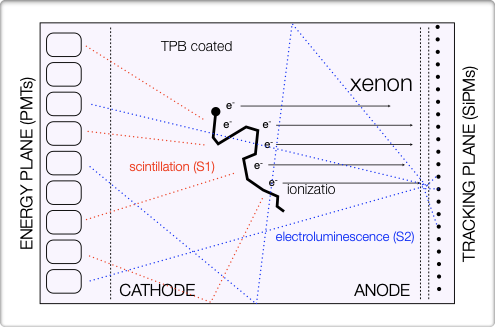 TPB coated
xenon
ENERGY PLANE (PMTs)
TRACKING PLANE (SiPMs)
e-
e-
e-
e-
e-
e-
scintillation (S1)
ionizatio
electroluminescence (S2)
CATHODE
ANODE